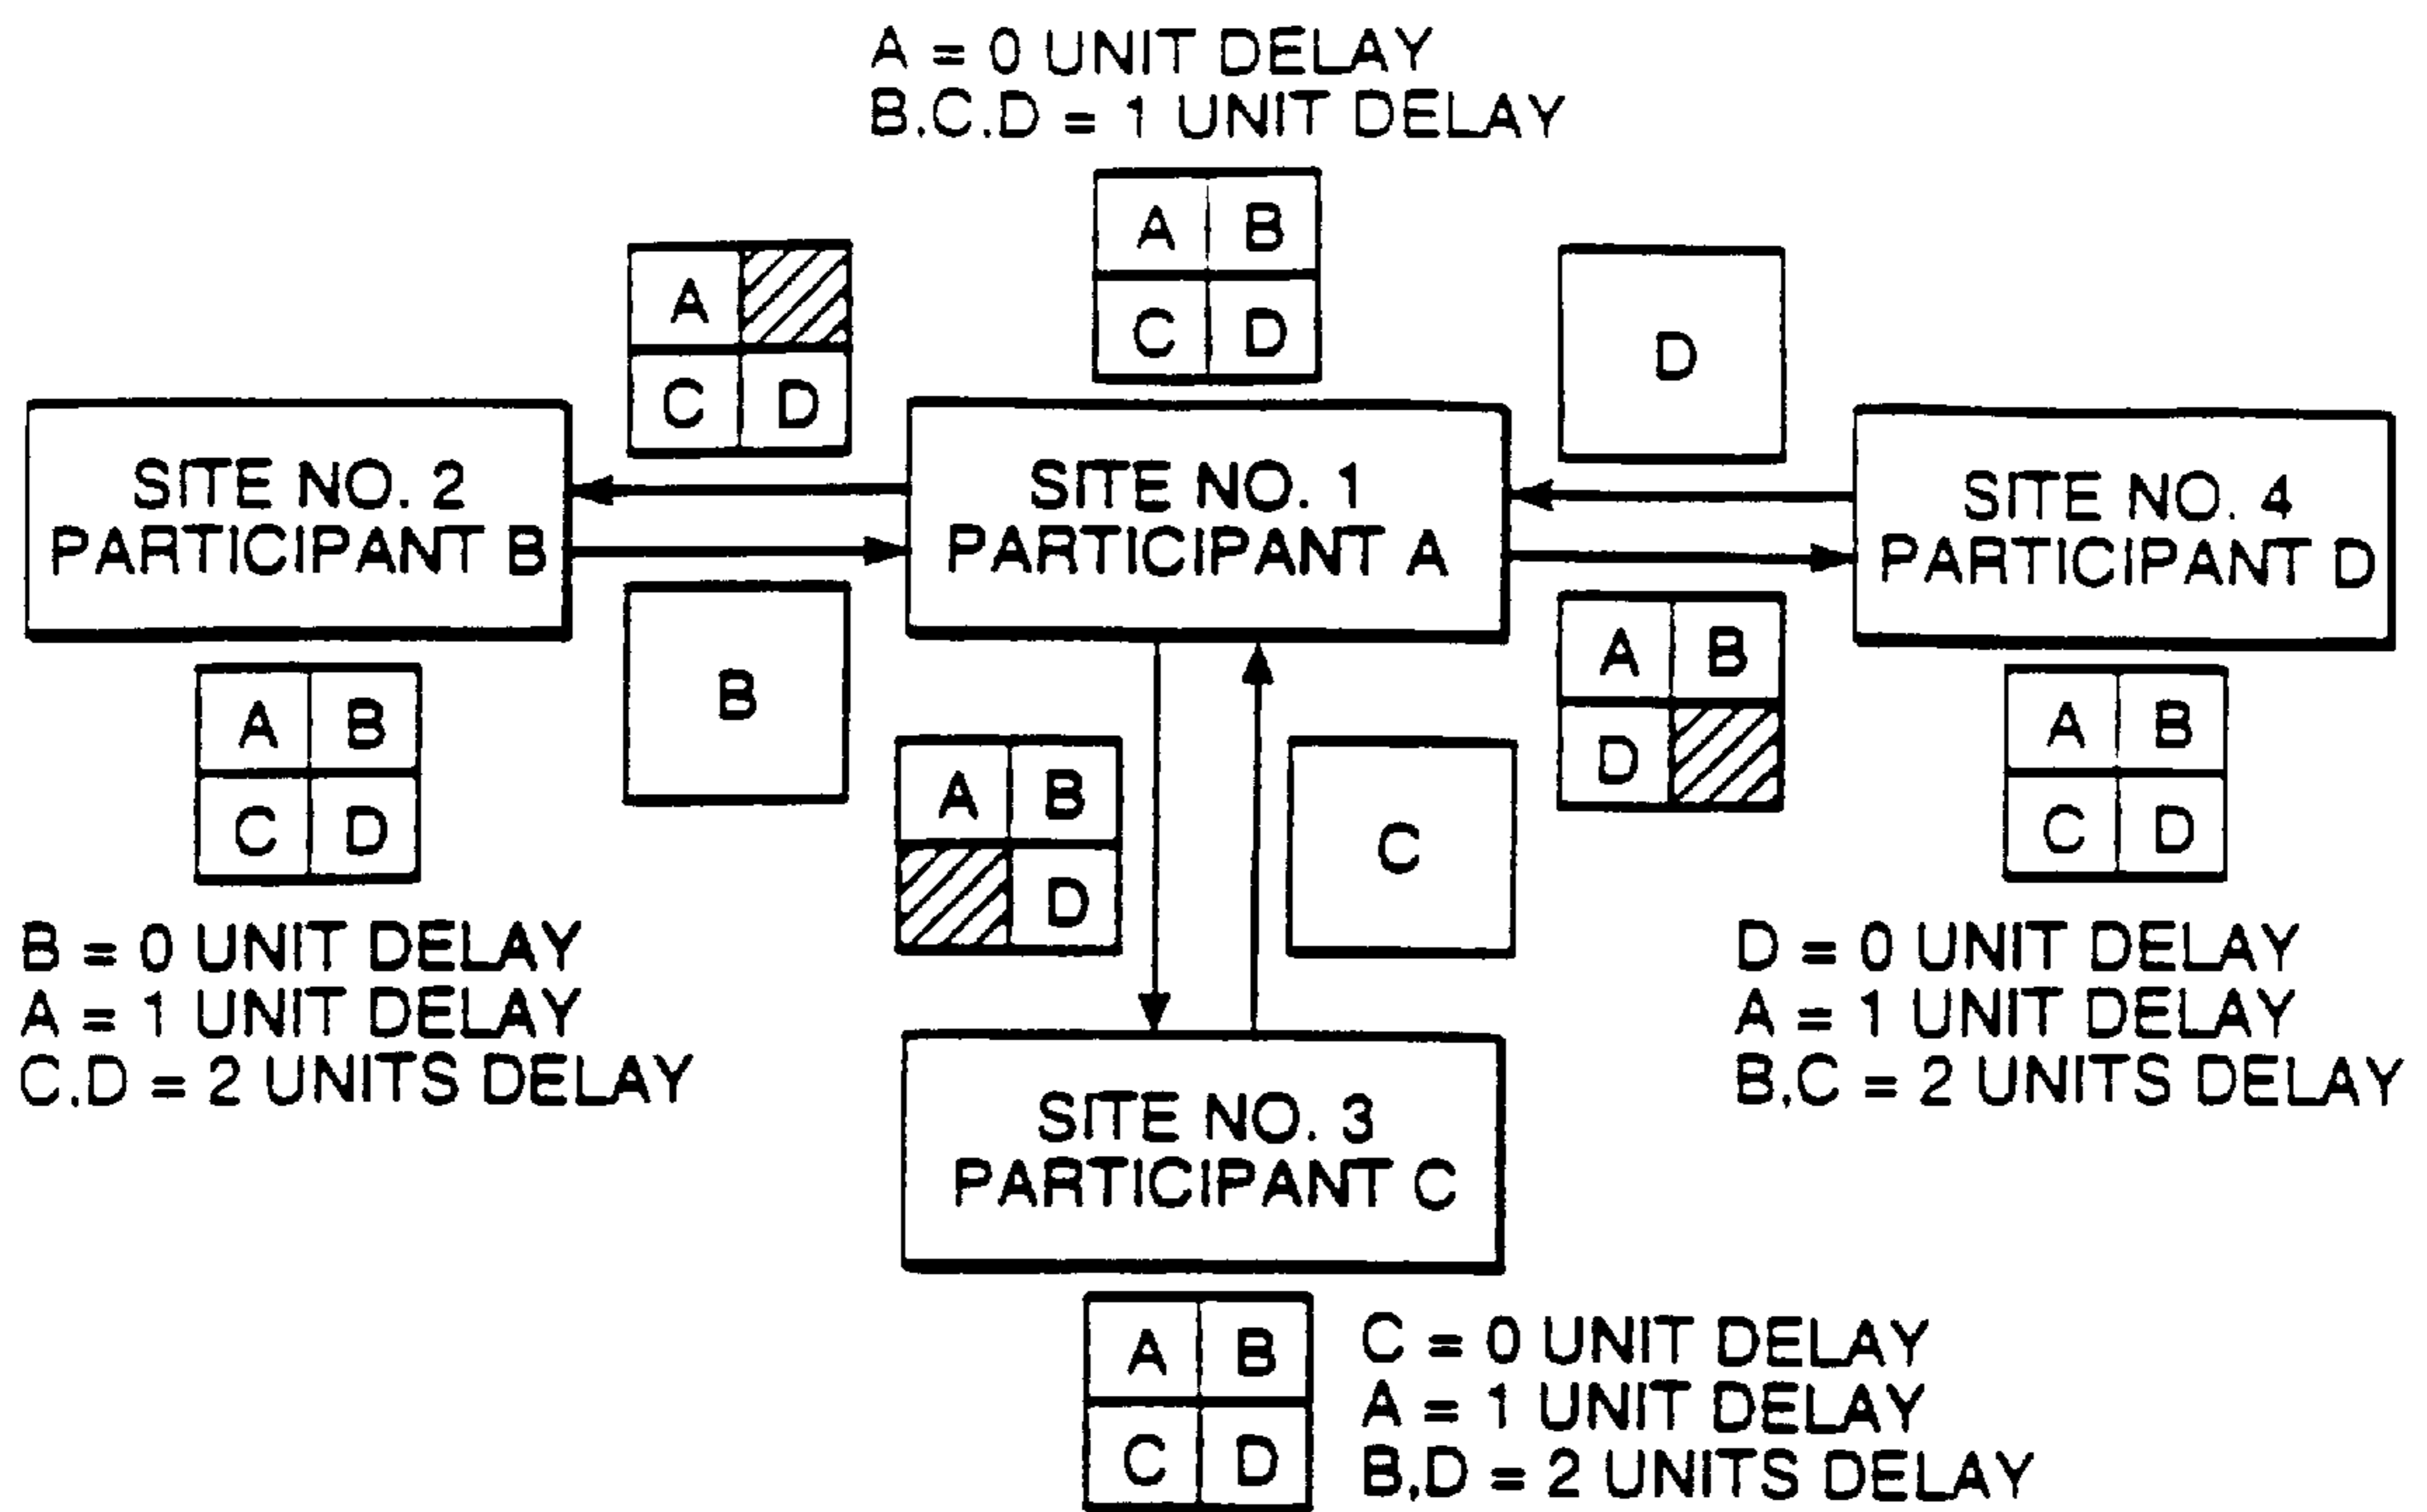 A = 0 UNIT DELAY
B.C.D = 1 UNIT DELAY
A B
C D
A
C D
D
SITE NO. 2
PARTICIPANT B
SITE NO. 1
PARTICIPANT A
SITE NO. 4
PARTICIPANT D
A B
C D
B
A B
D
C
A B
D
A B
C D
B = 0 UNIT DELAY
A = 1 UNIT DELAY
C.D = 2 UNITS DELAY
D = 0 UNIT DELAY
A = 1 UNIT DELAY
B,C = 2 UNITS DELAY
SITE NO. 3
PARTICIPANT C
A B
C D
C = 0 UNIT DELAY
A = 1 UNIT DELAY
B,D = 2 UNITS DELAY